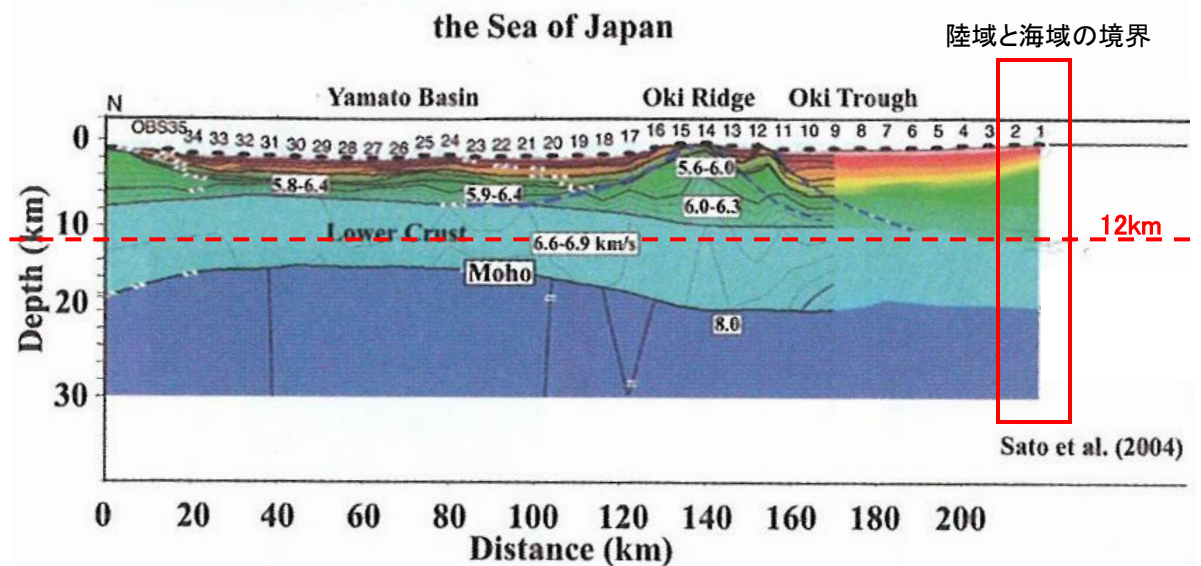 the Sea of Japan
陸域と海域の境界
N
Yamato Basin
Oki Ridge
Oki Trough
OBS35 34 33 32 31 30 29 28 27 26 25 24 23 22 21 20 19 18 17 16 15 14 13 12 11 10 9 8 7 6 5 4 3 2 1
0
5.6-6.0
5.8-6.4
5.9-6.4
6.0-6.3
10
12km
Lower Crust
6.6-6.9 km/s
Moho
20
8.0
30
Depth (km)
Sato et al. (2004)
0 20 40 60 80 100 120 140 160 180 200
Distance (km)